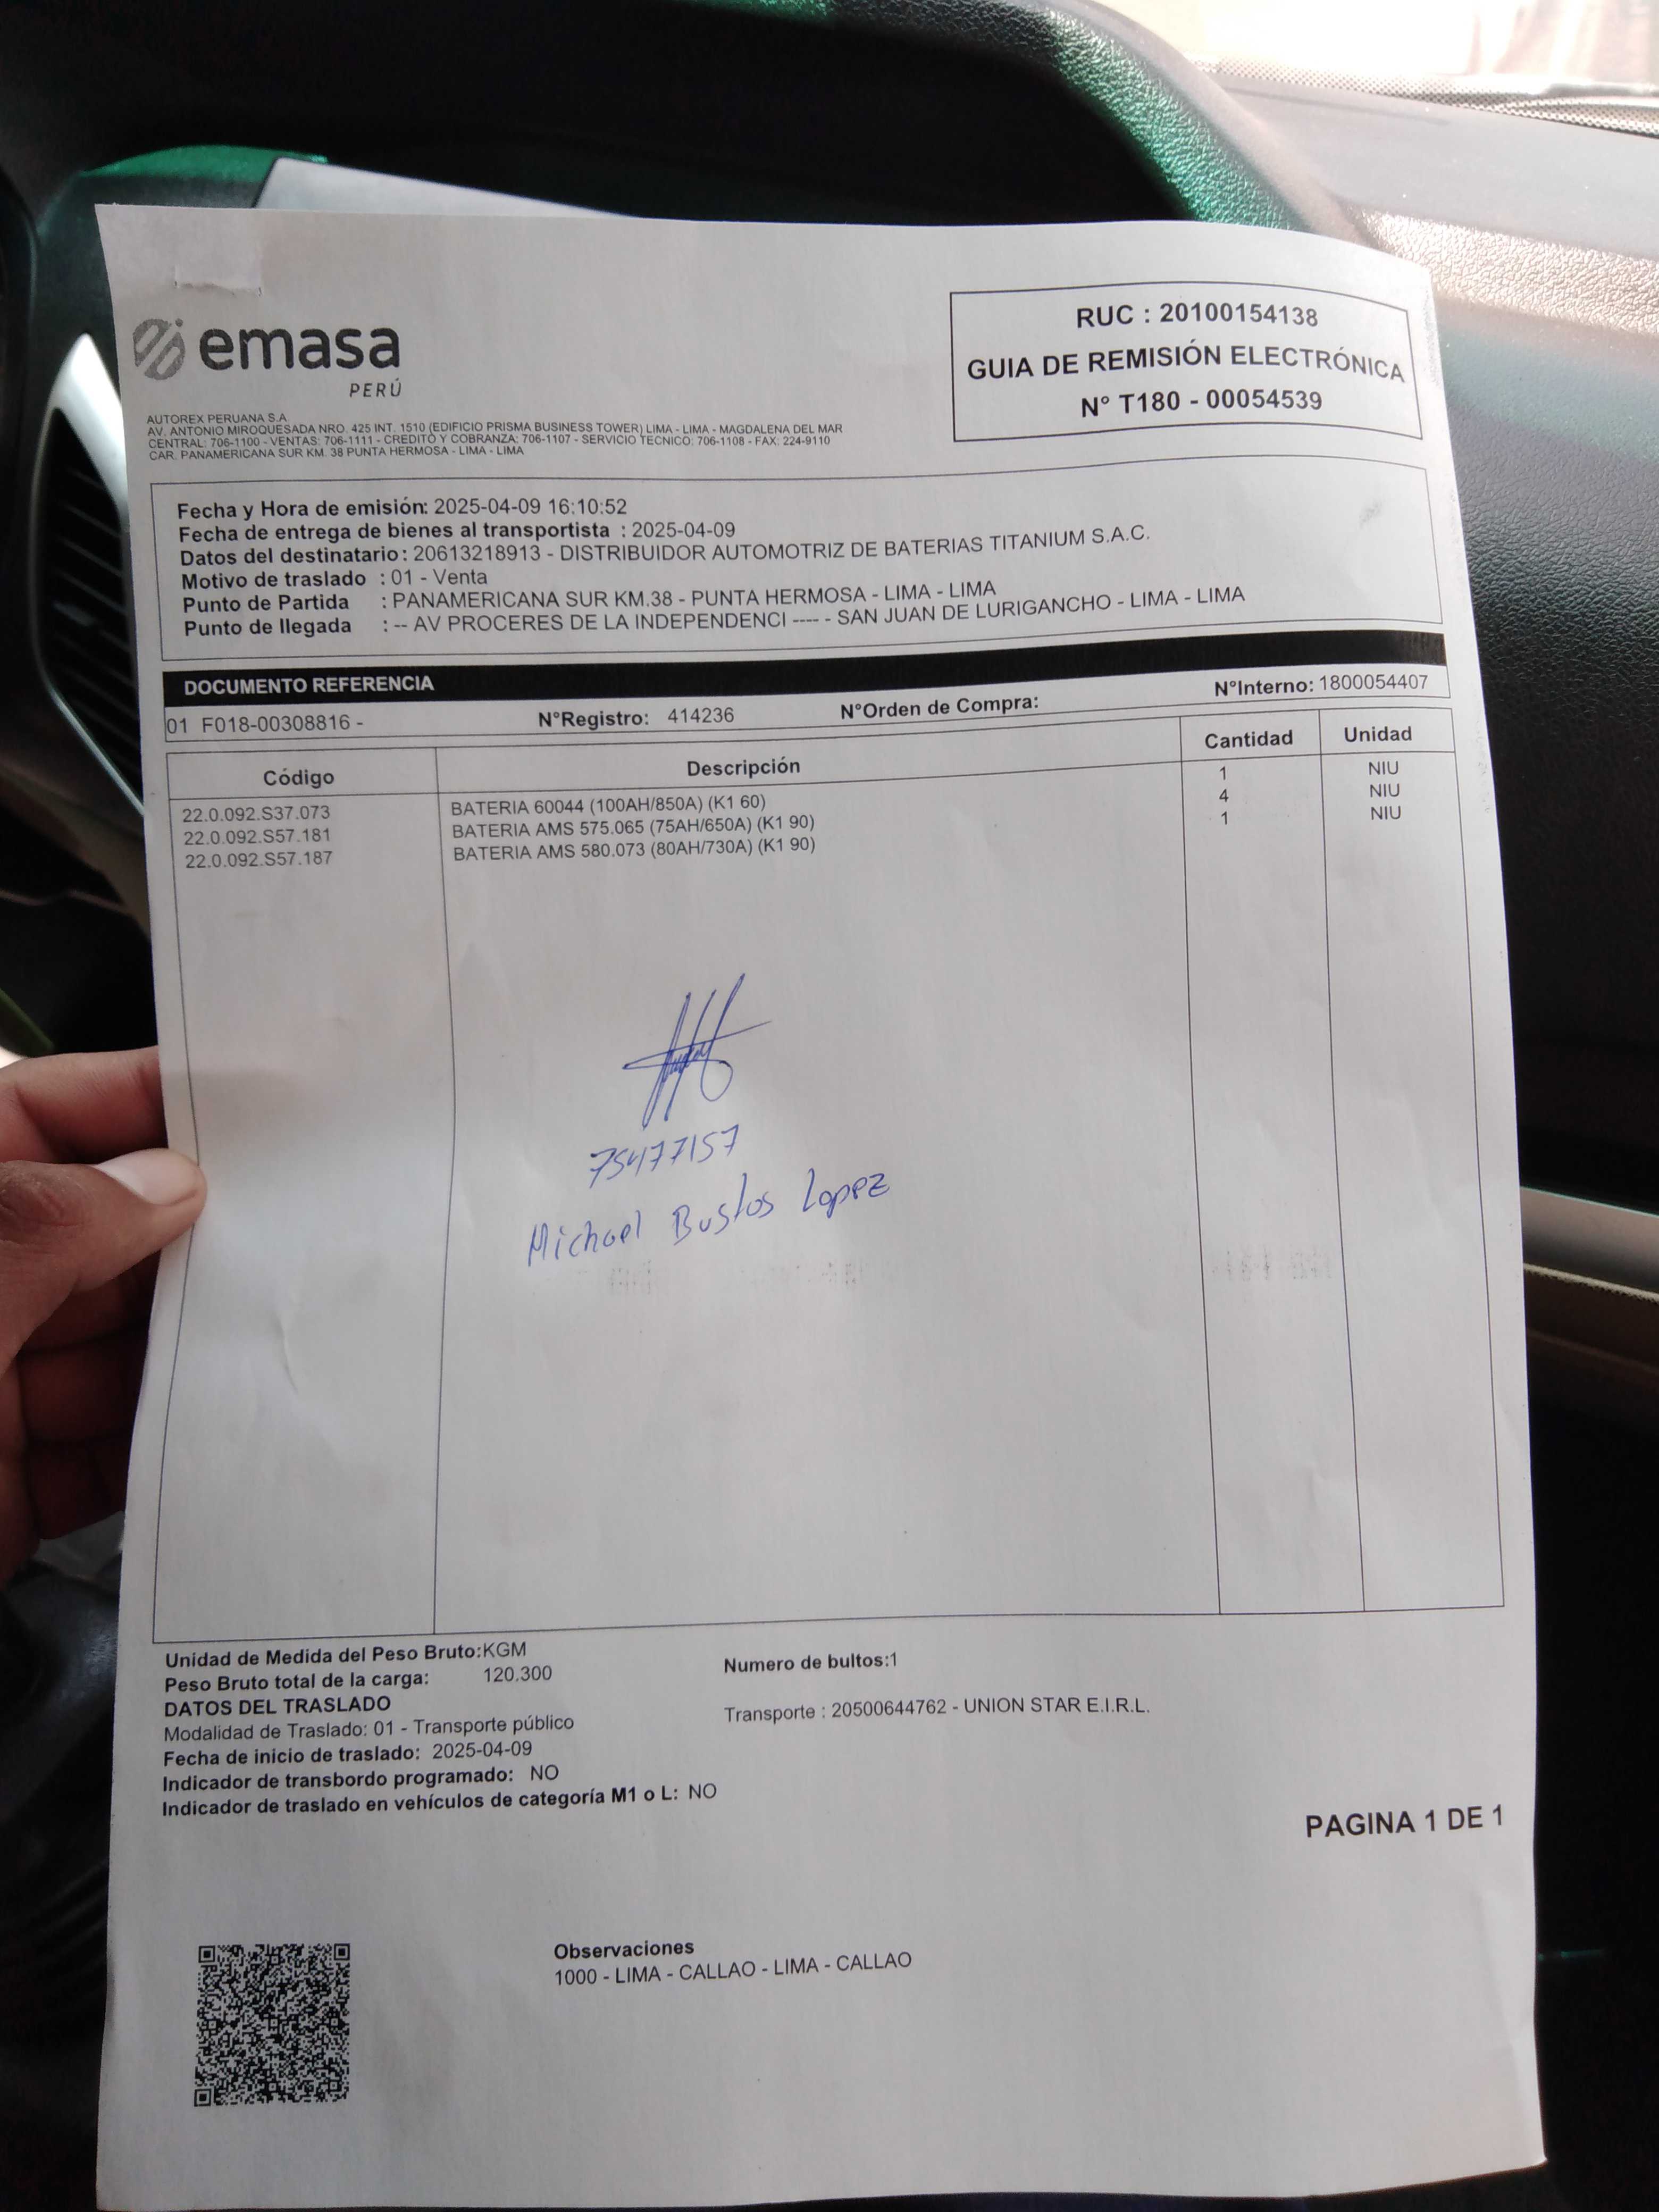 emasa
PERÚ
RUC : 20100154138
GUIA DE REMISIÓN ELECTRÓNICA
N° T180 - 00054539
AUTOREX PERUANA S.A.
AV. ANTONIO MIROQUESADA NRO. 425 INT. 1510 (EDIFICIO PRISMA BUSINESS TOWER) LIMA - LIMA - MAGDALENA DEL MAR
CENTRAL: 706-1100 - VENTAS: 706-1111 - CREDITO Y COBRANZA: 706-1107 - SERVICIO TECNICO: 706-1108 - FAX: 224-9110
CAR. PANAMERICANA SUR KM. 38 PUNTA HERMOSA - LIMA - LIMA
Fecha y Hora de emisión: 2025-04-09 16:10:52
Fecha de entrega de bienes al transportista : 2025-04-09
Datos del destinatario : 20613218913 - DISTRIBUIDOR AUTOMOTRIZ DE BATERIAS TITANIUM S.A.C.
Motivo de traslado : 01 - Venta
Punto de Partida : PANAMERICANA SUR KM.38 - PUNTA HERMOSA - LIMA - LIMA
Punto de llegada : -- AV PROCERES DE LA INDEPENDENCI ---- - SAN JUAN DE LURIGANCHO - LIMA - LIMA
DOCUMENTO REFERENCIA
01 F018-00308816 - N°Registro: 414236 N°Orden de Compra: N°Interno: 1800054407
Código Descripción Cantidad Unidad
22.0.092.S37.073 BATERIA 60044 (100AH/850A) (K1 60) 1 NIU
22.0.092.S57.181 BATERIA AMS 575.065 (75AH/650A) (K1 90) 4 NIU
22.0.092.S57.187 BATERIA AMS 580.073 (80AH/730A) (K1 90) 1 NIU
75477157
Michael Bustos Lopez
Unidad de Medida del Peso Bruto:KGM
Peso Bruto total de la carga: 120.300 Numero de bultos:1
DATOS DEL TRASLADO
Modalidad de Traslado: 01 - Transporte público Transporte : 20500644762 - UNION STAR E.I.R.L.
Fecha de inicio de traslado: 2025-04-09
Indicador de transbordo programado: NO
Indicador de traslado en vehículos de categoría M1 o L: NO
PAGINA 1 DE 1
Observaciones
1000 - LIMA - CALLAO - LIMA - CALLAO